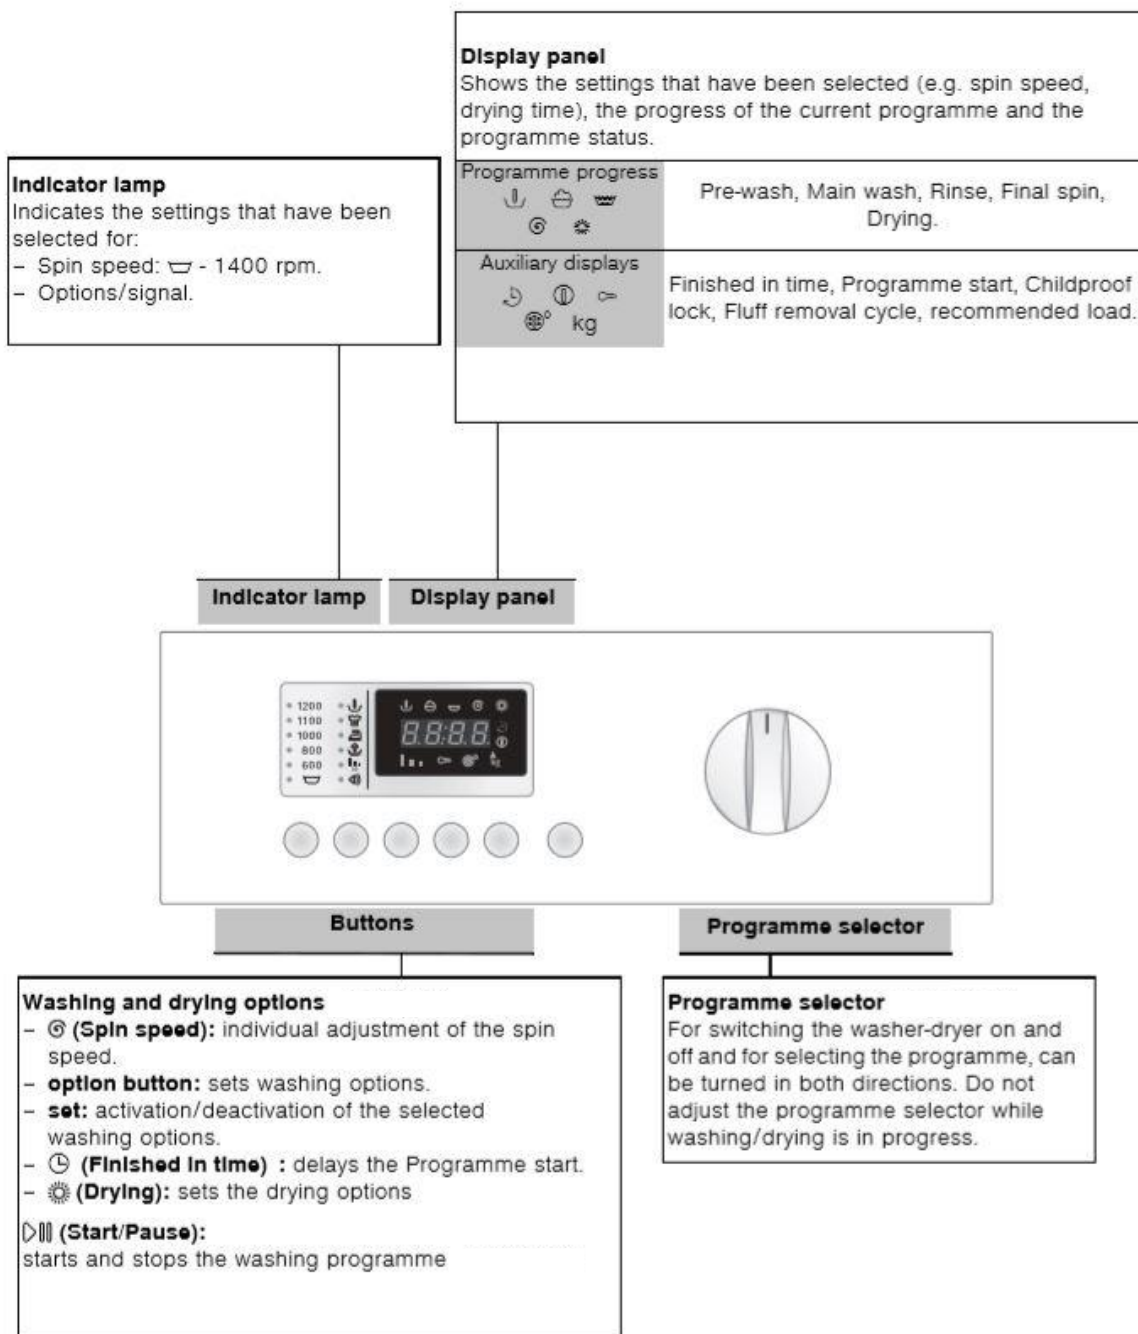 Display panel
Shows the settings that have been selected (e.g. spin speed,
drying time), the progress of the current programme and the
programme status.
Programme progress
Pre-wash, Main wash, Rinse, Final spin,
Drying.
Auxiliary displays
kg
Finished in time, Programme start, Childproof
lock, Fluff removal cycle, recommended load.
Indicator lamp
Indicates the settings that have been
selected for:
– Spin speed: - 1400 rpm.
– Options/signal.
Indicator lamp
Display panel
1200
1100
1000
800
600
8:8:8.8
kg
Buttons
Programme selector
Washing and drying options
– (Spin speed): individual adjustment of the spin
speed.
– option button: sets washing options.
– set: activation/deactivation of the selected
washing options.
– (Finished in time) : delays the Programme start.
– (Drying): sets the drying options
(Start/Pause):
starts and stops the washing programme
Programme selector
For switching the washer-dryer on and
off and for selecting the programme, can
be turned in both directions. Do not
adjust the programme selector while
washing/drying is in progress.